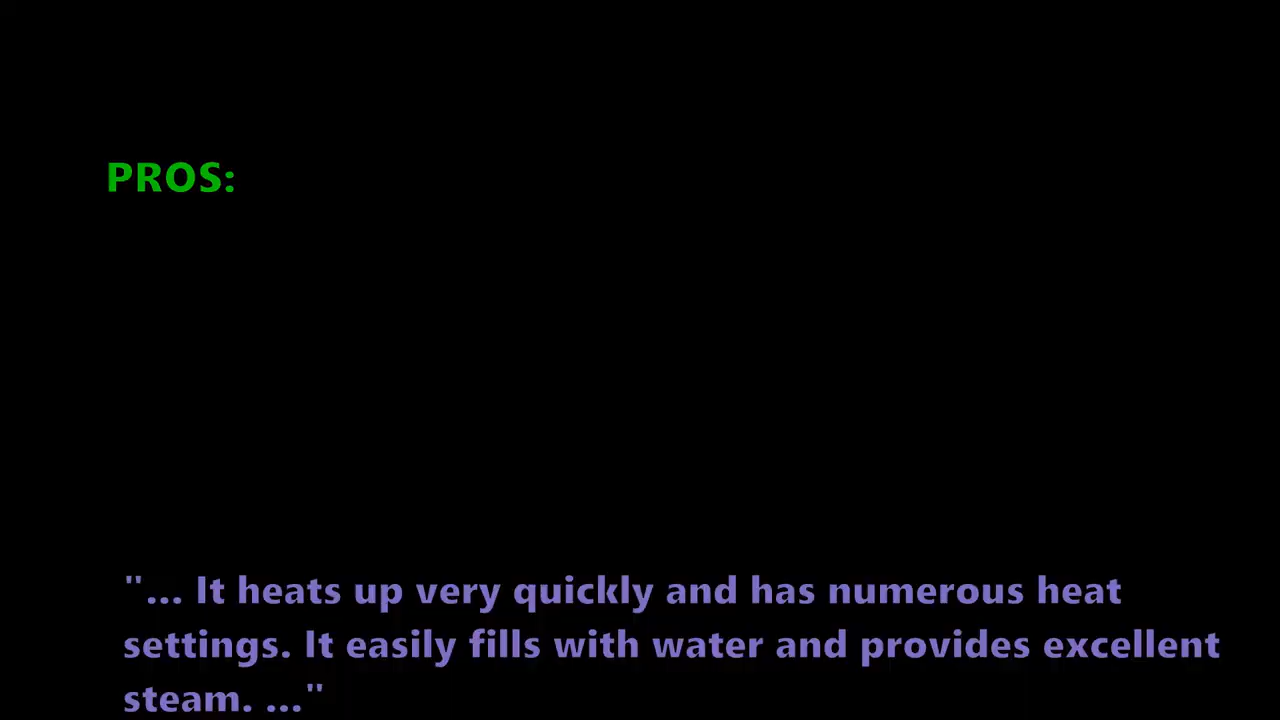 PROS:
"... It heats up very quickly and has numerous heat
settings. It easily fills with water and provides excellent
steam. ..."